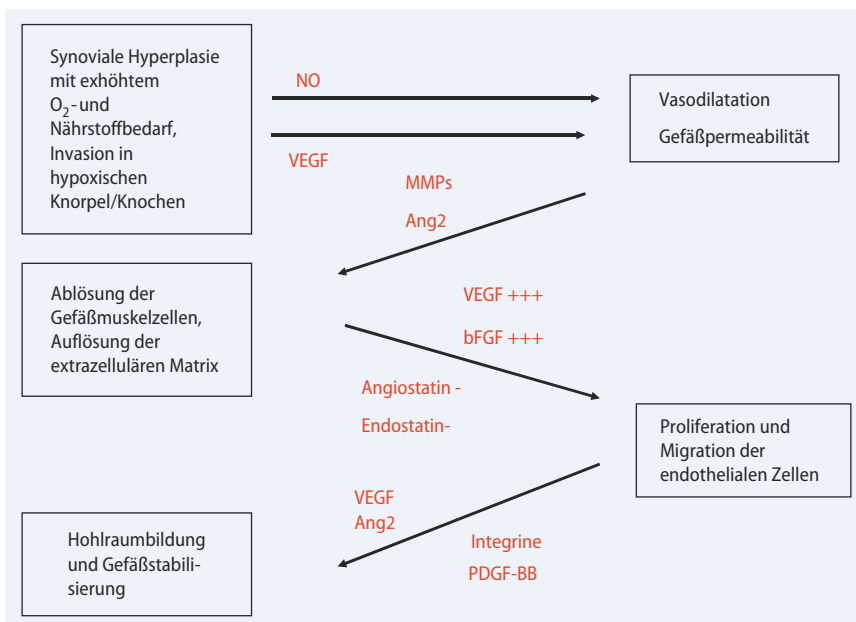 Synoviale Hyperplasie
mit exhöhtem
O₂-und
Nährstoffbedarf,
Invasion in
hypoxischen
Knorpel/Knochen
NO
VEGF
Vasodilatation
Gefäßpermeabilität
MMPs
Ang2
Ablösung der
Gefäßmuskelzellen,
Auflösung der
extrazellulären Matrix
VEGF +++
bFGF +++
Angiostatin -
Endostatin-
Proliferation und
Migration der
endothelialen Zellen
VEGF
Ang2
Integrine
PDGF-BB
Hohlraumbildung
und Gefäßstabili-
sierung